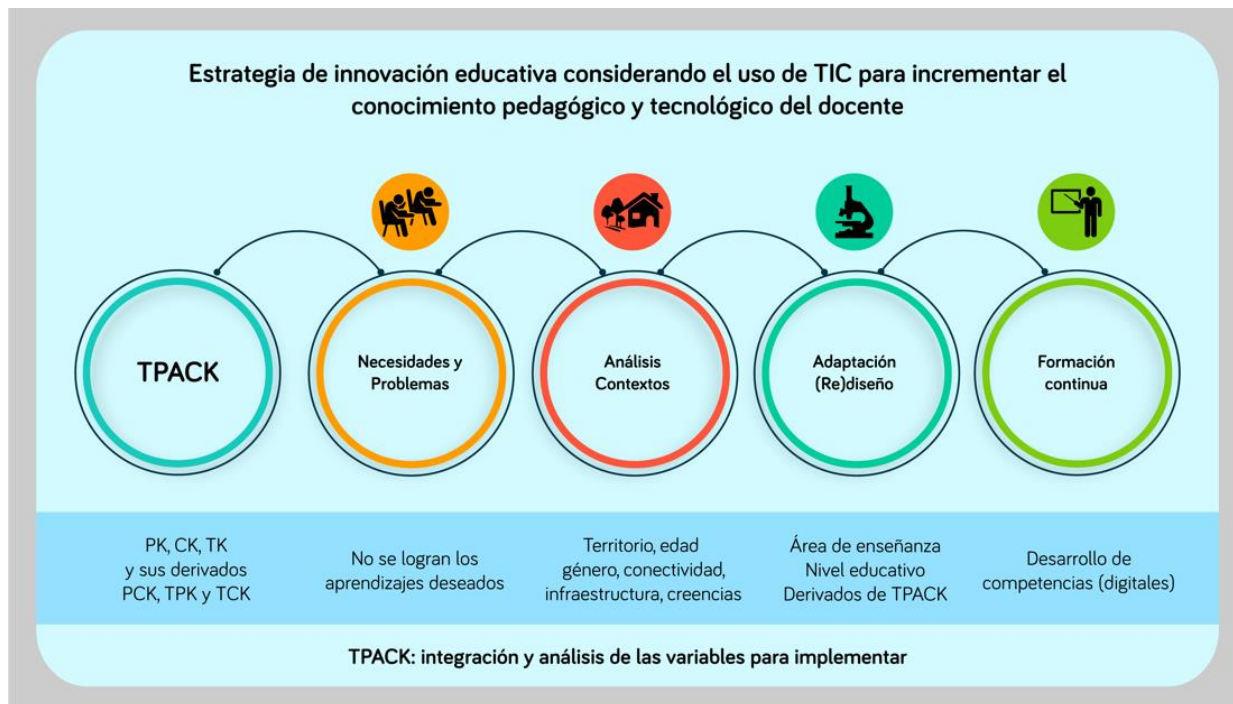 Estrategia de innovación educativa considerando el uso de TIC para incrementar el
conocimiento pedagógico y tecnológico del docente
TPACK
Necesidades y
Problemas
Análisis
Contextos
Adaptación
(Re)diseño
Formación
continua
PK, CK, TK
y sus derivados
PCK, TPK y TCK
No se logran los
aprendizajes deseados
Territorio, edad
género, conectividad,
infraestructura, creencias
Área de enseñanza
Nivel educativo
Derivados de TPACK
Desarrollo de
competencias (digitales)
TPACK: integración y análisis de las variables para implementar